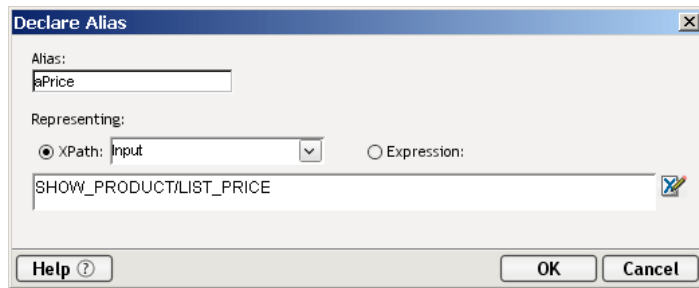 Declare Alias
Alias:
aPrice
Representing:
XPath: Input Expression:
SHOW_PRODUCT/LIST_PRICE
Help ? OK Cancel